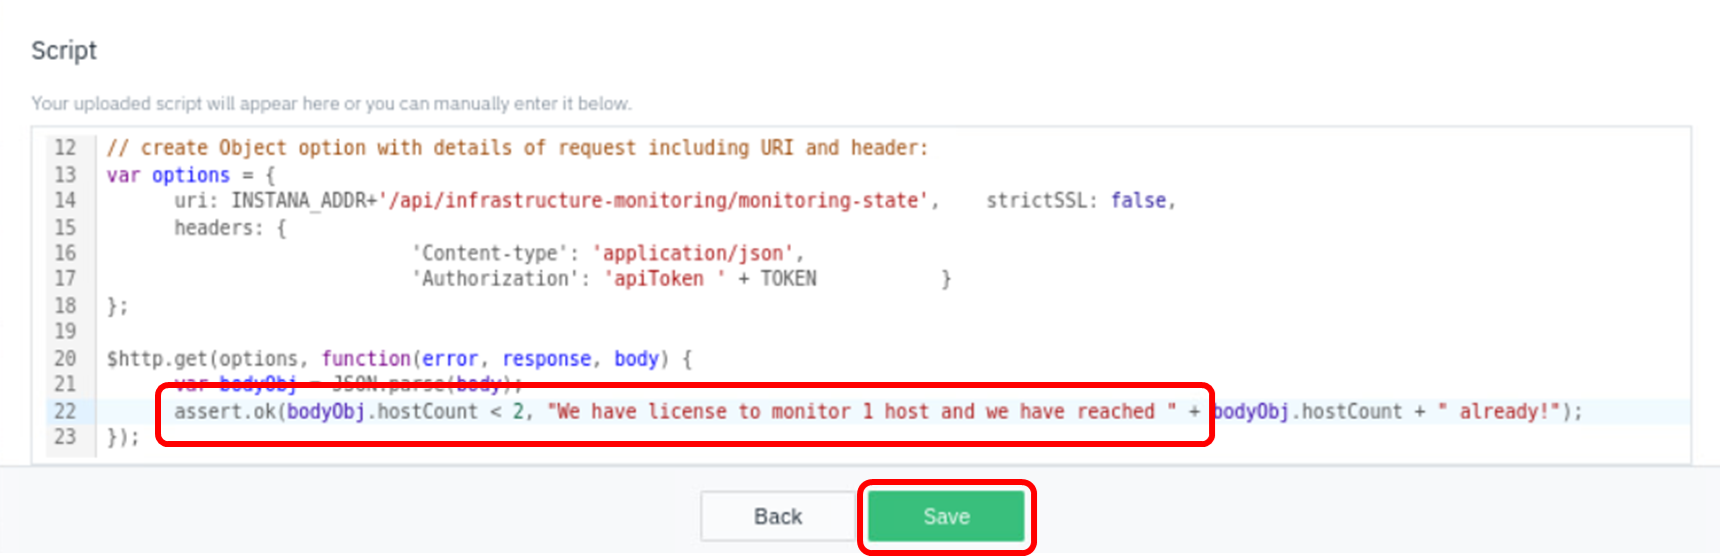 Script
Your uploaded script will appear here or you can manually enter it below.
12 // create Object option with details of request including URI and header:
13 var options = {
14 uri: INSTANA_ADDR+'/api/infrastructure-monitoring/monitoring-state', strictSSL: false,
15 headers: {
16 'Content-type': 'application/json',
17 'Authorization': 'apiToken ' + TOKEN }
18 };
19
20 $http.get(options, function(error, response, body) {
21 var bodyObj = JSON.parse(body);
22 assert.ok(bodyObj.hostCount < 2, "We have license to monitor 1 host and we have reached " + bodyObj.hostCount + " already!");
23 });
Back
Save